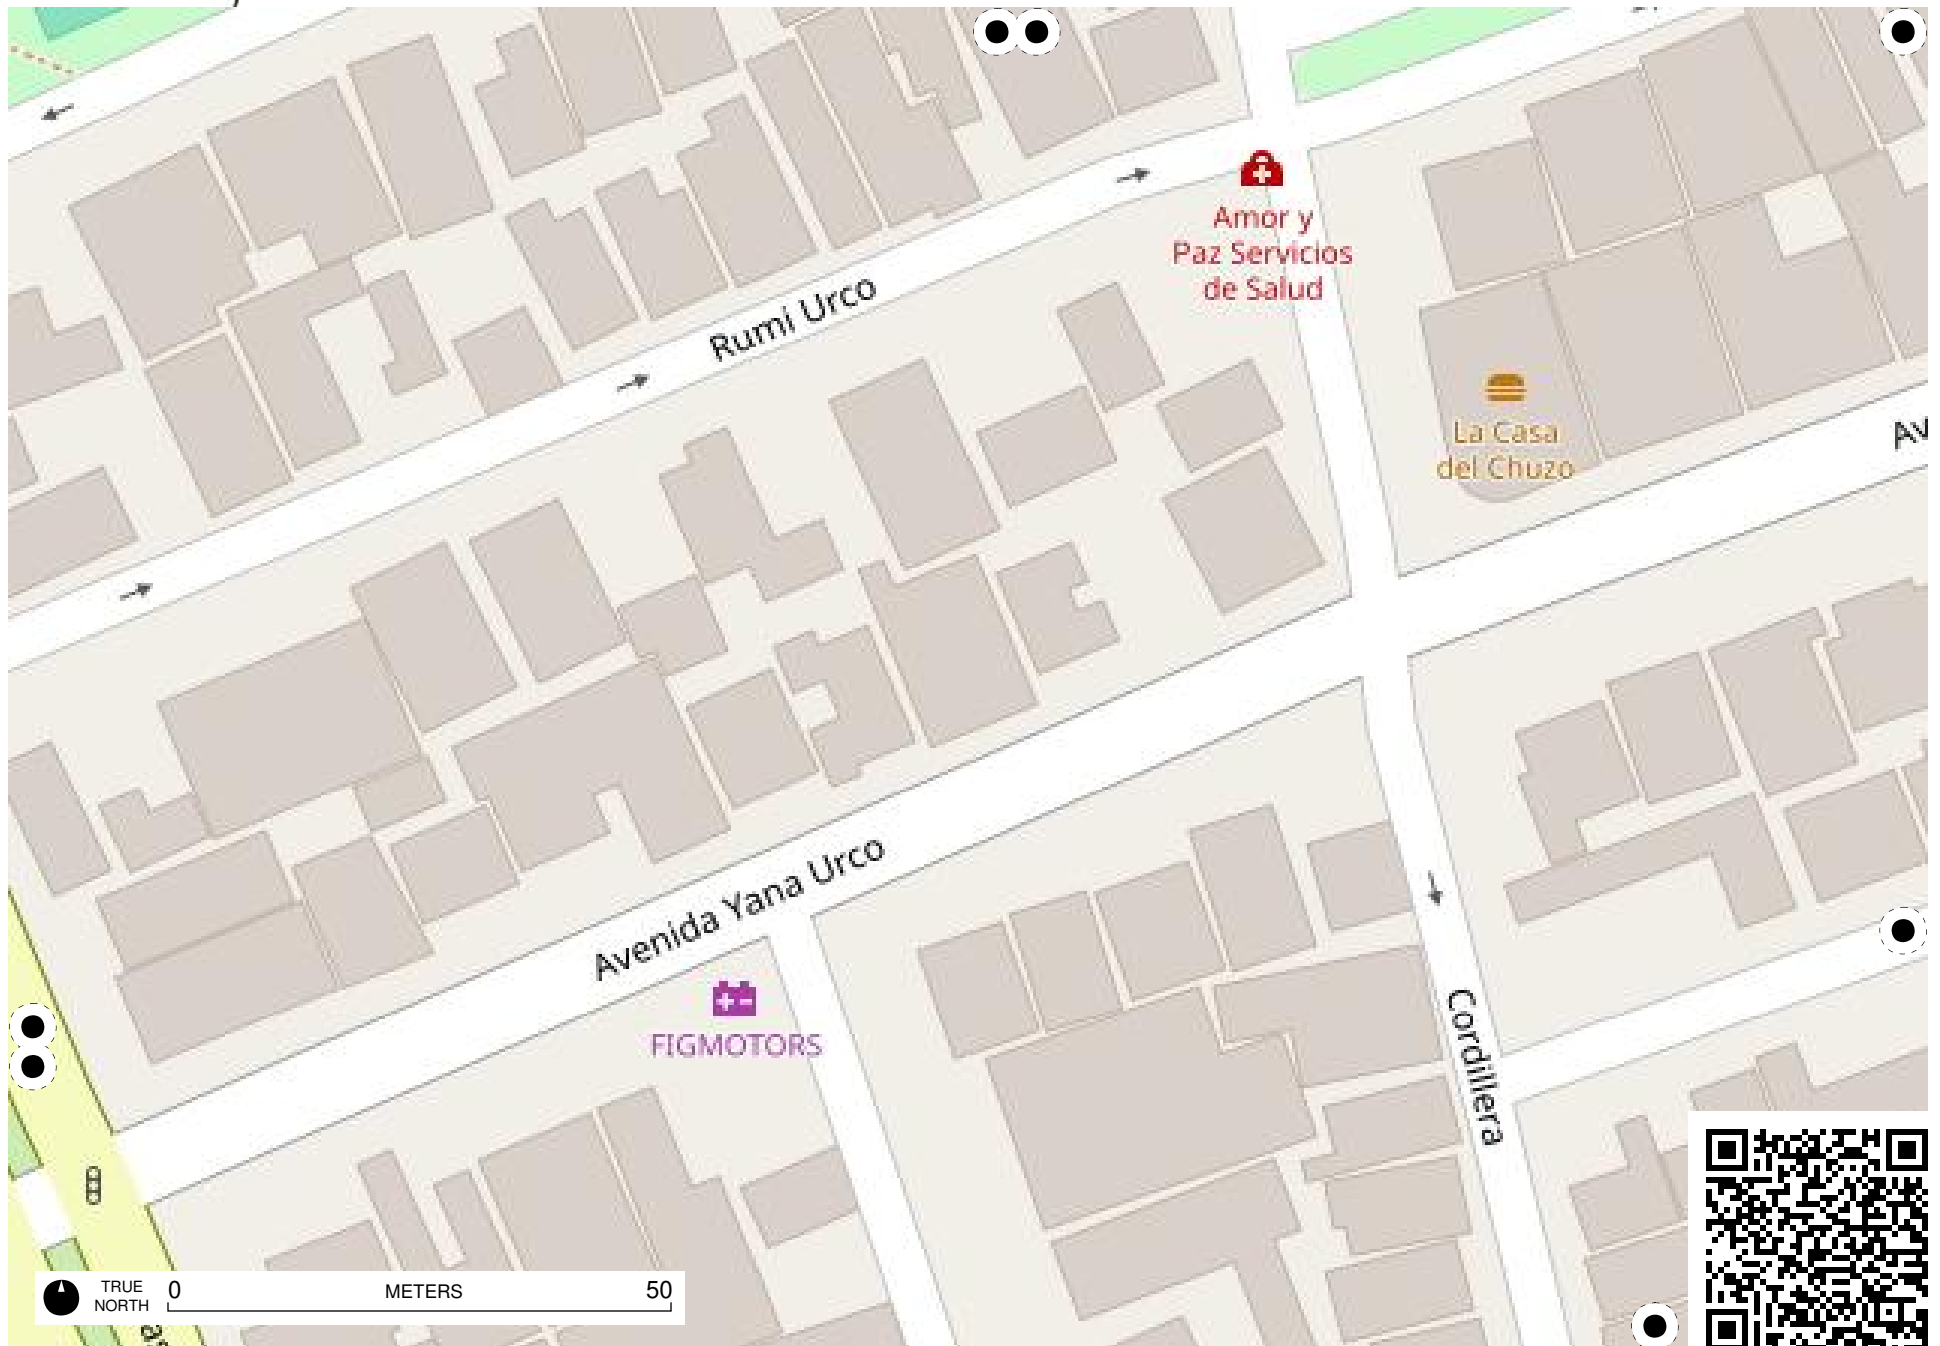 Amor y
Paz Servicios
de Salud
Rumi Urco
La Casa
del Chuzo
Av
Avenida Yana Urco
FIGMOTORS
Cordillera
TRUE
NORTH
0
METERS
50